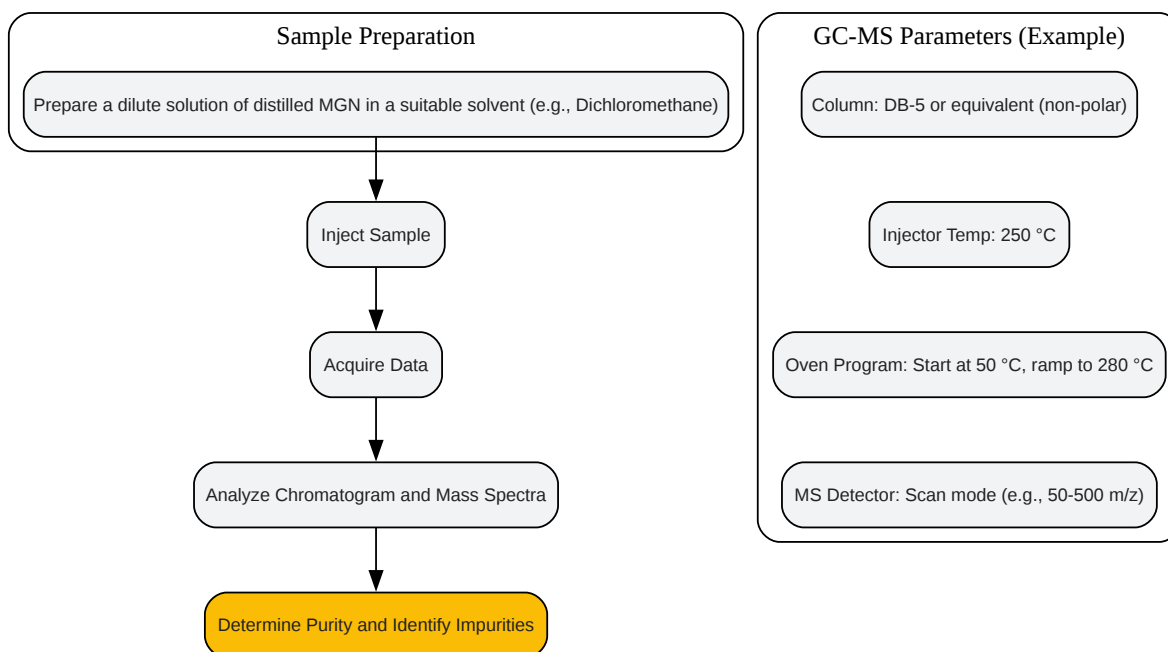 Sample Preparation
Prepare a dilute solution of distilled MGN in a suitable solvent (e.g., Dichloromethane)
Inject Sample
Acquire Data
Analyze Chromatogram and Mass Spectra
Determine Purity and Identify Impurities
GC-MS Parameters (Example)
Column: DB-5 or equivalent (non-polar)
Injector Temp: 250 °C
Oven Program: Start at 50 °C, ramp to 280 °C
MS Detector: Scan mode (e.g., 50-500 m/z)